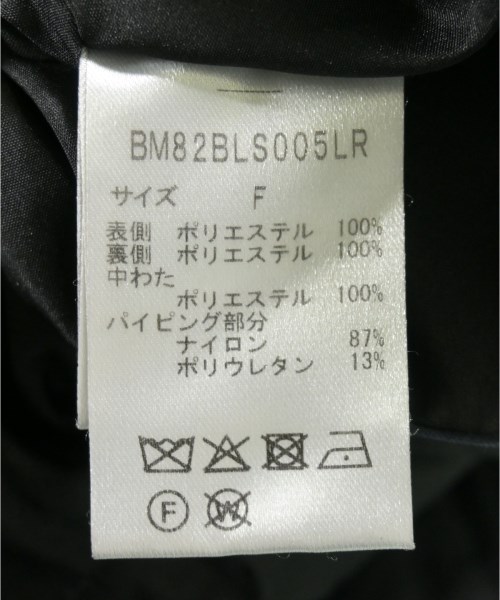 BM82BLS005LR
サイズ F
表側 ポリエステル 100%
裏側 ポリエステル 100%
中わた
ポリエステル 100%
パイピング部分
ナイロン 87%
ポリウレタン 13%
F W